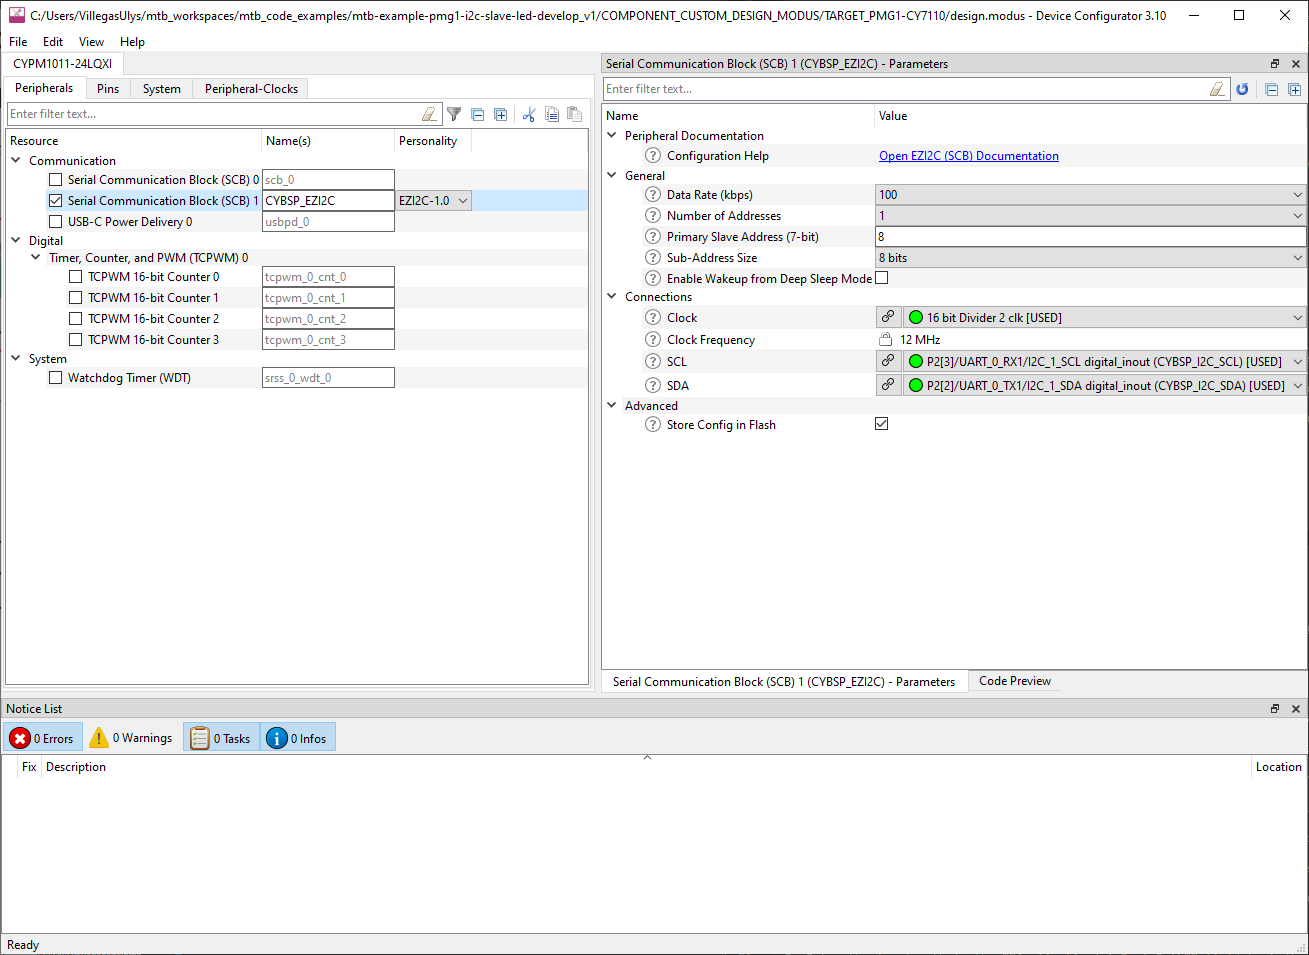 C:/Users/VillegasUlys/mtb_workspaces/mtb_code_examples/mtb-example-pmg1-i2c-slave-led-develop_v1/COMPONENT_CUSTOM_DESIGN_MODUS/TARGET_PMG1-CY7110/design.modus - Device Configurator 3.10
File Edit View Help
CYPM1011-24LQXI
Peripherals Pins System Peripheral-Clocks
Enter filter text...
Resource Name(s) Personality
Communication
Serial Communication Block (SCB) 0 scb_0
Serial Communication Block (SCB) 1 CYBSP_EZI2C EZI2C-1.0
USB-C Power Delivery 0 usbpd_0
Digital
Timer, Counter, and PWM (TCPWM) 0
TCPWM 16-bit Counter 0 tcpwm_0_cnt_0
TCPWM 16-bit Counter 1 tcpwm_0_cnt_1
TCPWM 16-bit Counter 2 tcpwm_0_cnt_2
TCPWM 16-bit Counter 3 tcpwm_0_cnt_3
System
Watchdog Timer (WDT) srss_0_wdt_0
Serial Communication Block (SCB) 1 (CYBSP_EZI2C) - Parameters
Enter filter text...
Name Value
Peripheral Documentation
? Configuration Help Open EZI2C (SCB) Documentation
General
? Data Rate (kbps) 100
? Number of Addresses 1
? Primary Slave Address (7-bit) 8
? Sub-Address Size 8 bits
? Enable Wakeup from Deep Sleep Mode
Connections
? Clock 16 bit Divider 2 clk [USED]
? Clock Frequency 12 MHz
? SCL P2[3]/UART_0_RX1/I2C_1_SCL digital_inout (CYBSP_I2C_SCL) [USED]
? SDA P2[2]/UART_0_TX1/I2C_1_SDA digital_inout (CYBSP_I2C_SDA) [USED]
Advanced
? Store Config in Flash
Serial Communication Block (SCB) 1 (CYBSP_EZI2C) - Parameters Code Preview
Notice List
0 Errors 0 Warnings 0 Tasks 0 Infos
Fix Description Location
Ready